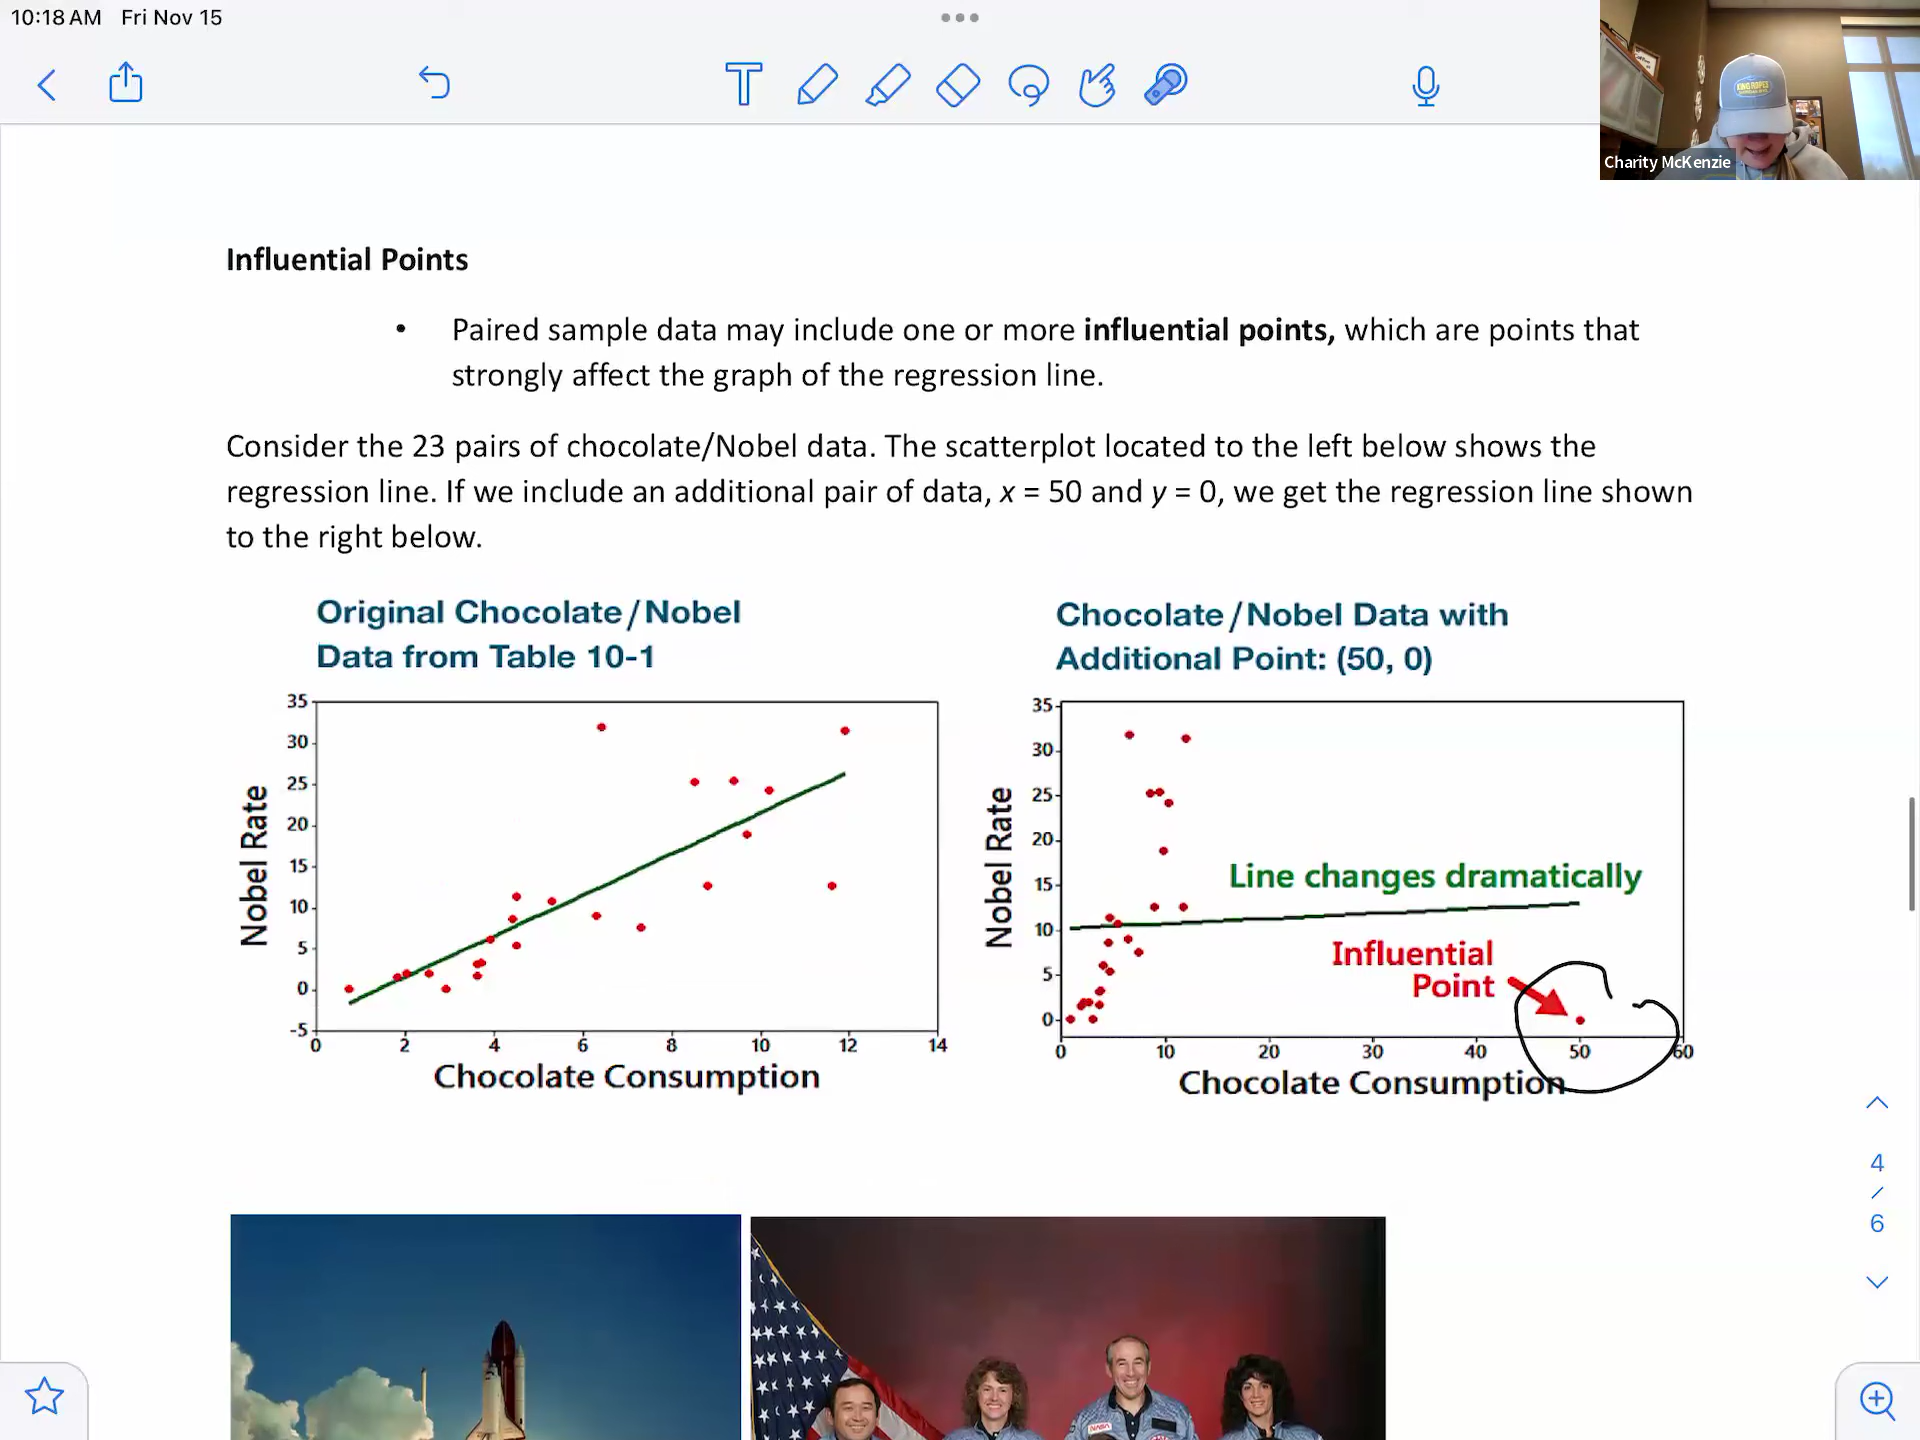 10:18 AM Fri Nov 15
Charity McKenzie
Influential Points
• Paired sample data may include one or more influential points, which are points that
strongly affect the graph of the regression line.
Consider the 23 pairs of chocolate/Nobel data. The scatterplot located to the left below shows the
regression line. If we include an additional pair of data, x = 50 and y = 0, we get the regression line shown
to the right below.
Original Chocolate/Nobel
Data from Table 10-1
35
30
25
20
15
10
5
0
-5
0 2 4 6 8 10 12 14
Nobel Rate
Chocolate Consumption
Chocolate/Nobel Data with
Additional Point: (50, 0)
35
30
25
20
15
10
5
0
0 10 20 30 40 50 60
Nobel Rate
Line changes dramatically
Influential
Point
Chocolate Consumption
4
/
6
NASA